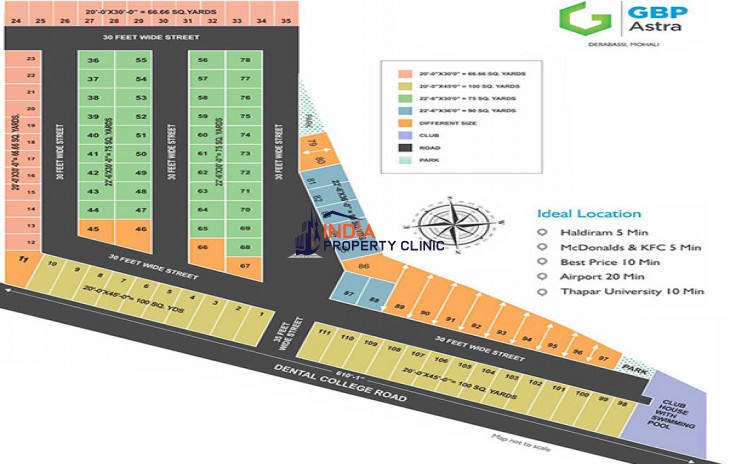 20'-0"X30'-0" = 66.66 SQ.YARDS
24 25 26 27 28 29 30 31 32 33 34 35
30 FEET WIDE STREET
GBP
Astra
DERABASSI, MOHALI
20'-0"X30'0" = 66.66 SQ. YARDS
20'-0"X45'0" = 100 SQ. YARDS
22'-6"X30'0" = 75 SQ. YARDS
22'-6"X36'0" = 90 SQ. YARDS
DIFFERENT SIZE
CLUB
ROAD
PARK
23
22
21
20
19
18
17
16
15
14
13
12
11
20'-0"X30'-0"= 66.66 SQ. YARDS.
30 FEET WIDE STREET
36 55
37 54
38 53
39 52
40 51
41 50
42 49
43 48
44 47
45 46
22'-6"X30'-0"= 75 SQ. YARDS.
30 FEET WIDE STREET
56 78
57 77
58 76
59 75
60 74
61 73
62 72
63 71
64 70
65 69
66 68
67
22'-6"X30'-0"= 75 SQ. YARDS.
30 FEET WIDE STREET
PARK
79
80
81
82
INDIA
PROPERTY CLINIC
86
87 88 89 90 91 92 93 94 95 96 97
30 FEET WIDE STREET
10 9 8 7 6 5 4 3 2 1
20'-0"X45'-0"= 100 SQ. YDS
35 FEET
WIDE STREET
30 FEET WIDE STREET
PARK
111 110 109 108 107 106 105 104 103 102 101 100 99 98
20'-0"X45'-0"= 100 SQ. YARDS.
610'-1"
DENTAL COLLEGE ROAD
CLUB
HOUSE
WITH
SWIMMING
POOL
Map not to scale
Ideal Location
Haldiram 5 Min
McDonalds & KFC 5 Min
Best Price 10 Min
Airport 20 Min
Thapar University 10 Min